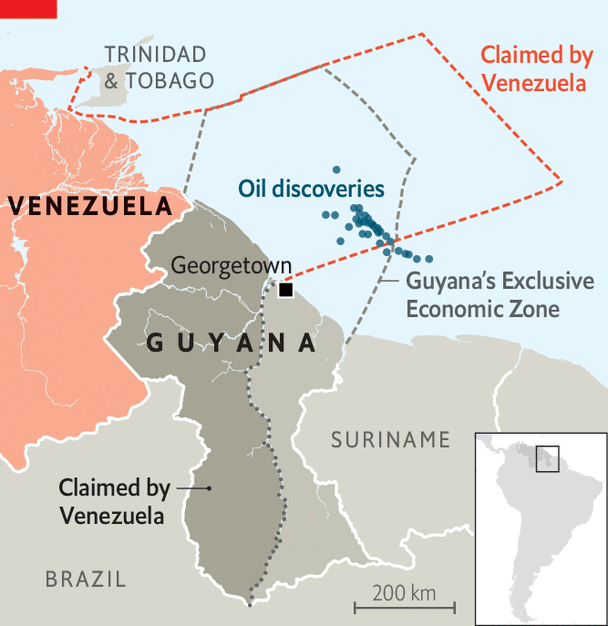 TRINIDAD
& TOBAGO
Claimed by
Venezuela
Oil discoveries
VENEZUELA
Georgetown
Guyana's Exclusive
Economic Zone
GUYANA
SURINAME
Claimed by
Venezuela
BRAZIL
200 km